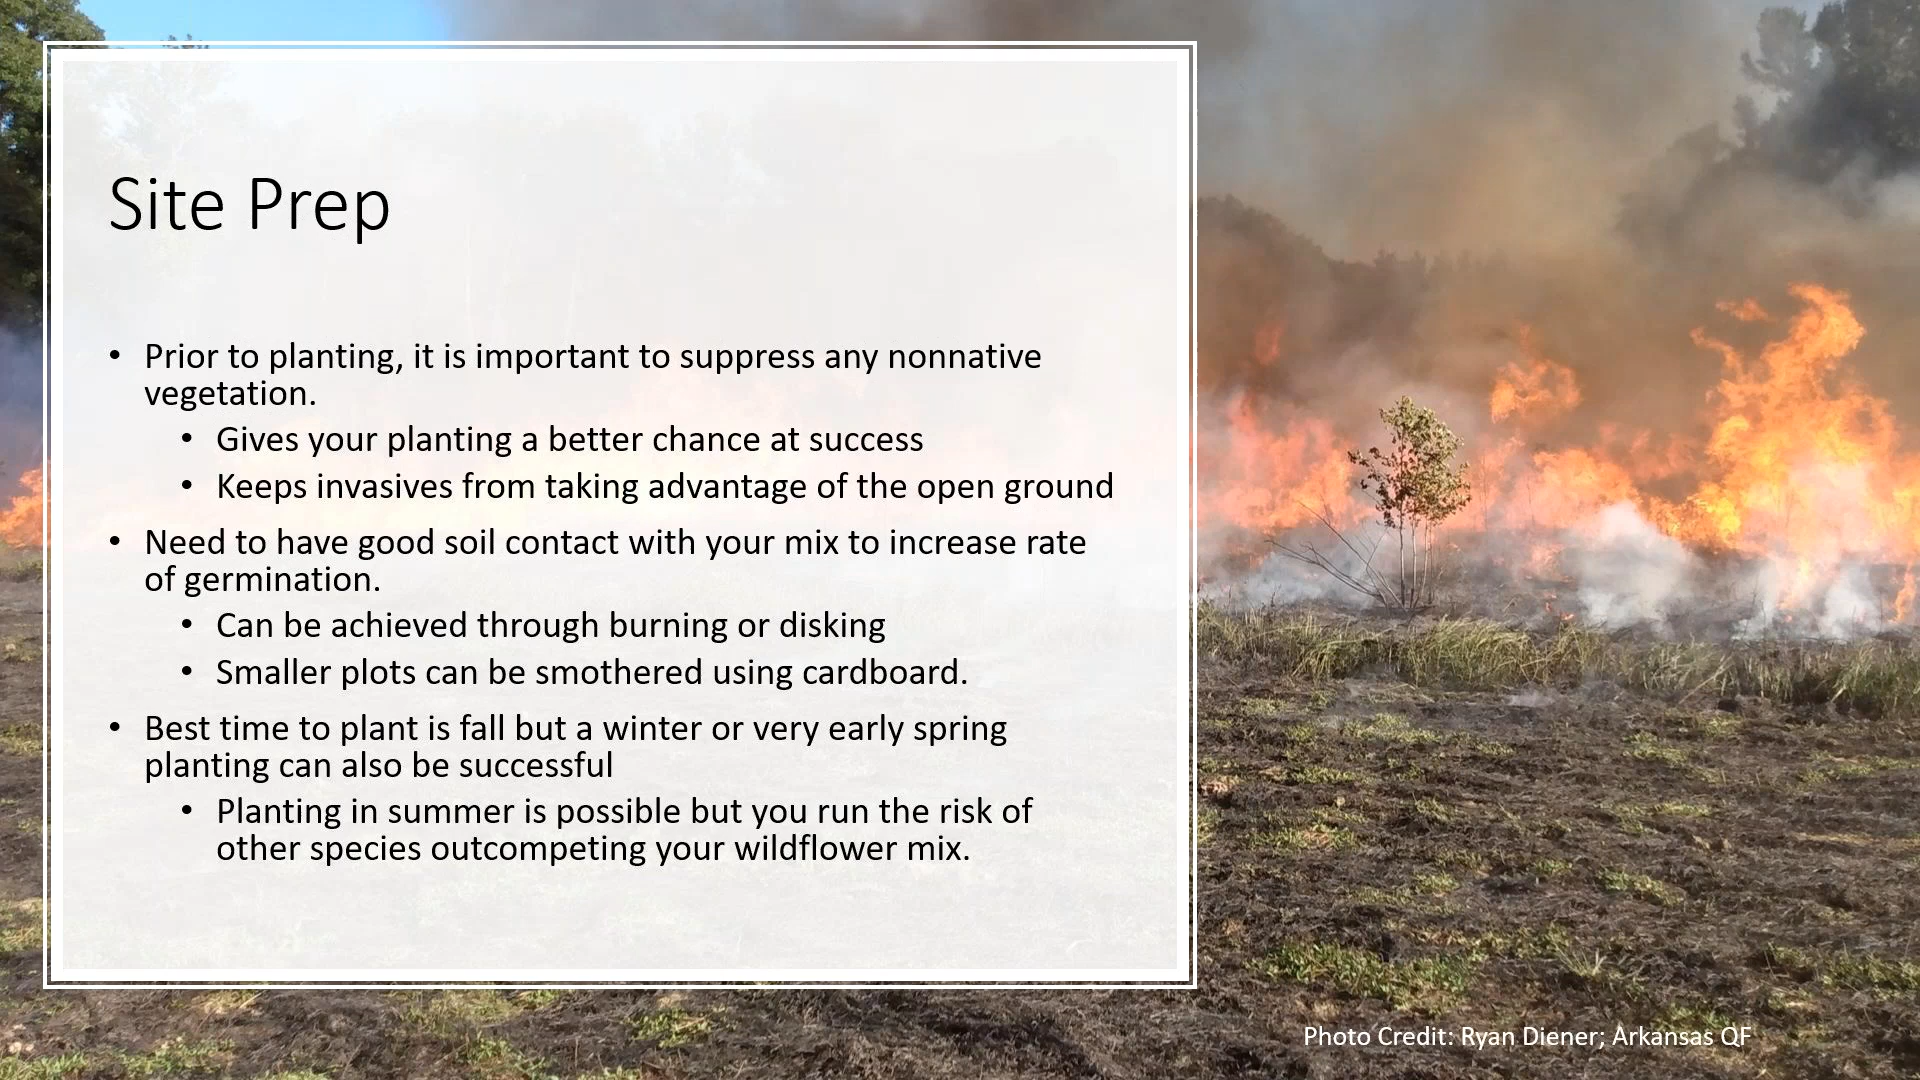 Site Prep
• Prior to planting, it is important to suppress any nonnative
vegetation.
• Gives your planting a better chance at success
• Keeps invasives from taking advantage of the open ground
• Need to have good soil contact with your mix to increase rate
of germination.
• Can be achieved through burning or disking
• Smaller plots can be smothered using cardboard.
• Best time to plant is fall but a winter or very early spring
planting can also be successful
• Planting in summer is possible but you run the risk of
other species outcompeting your wildflower mix.
Photo Credit: Ryan Diener; Arkansas QF